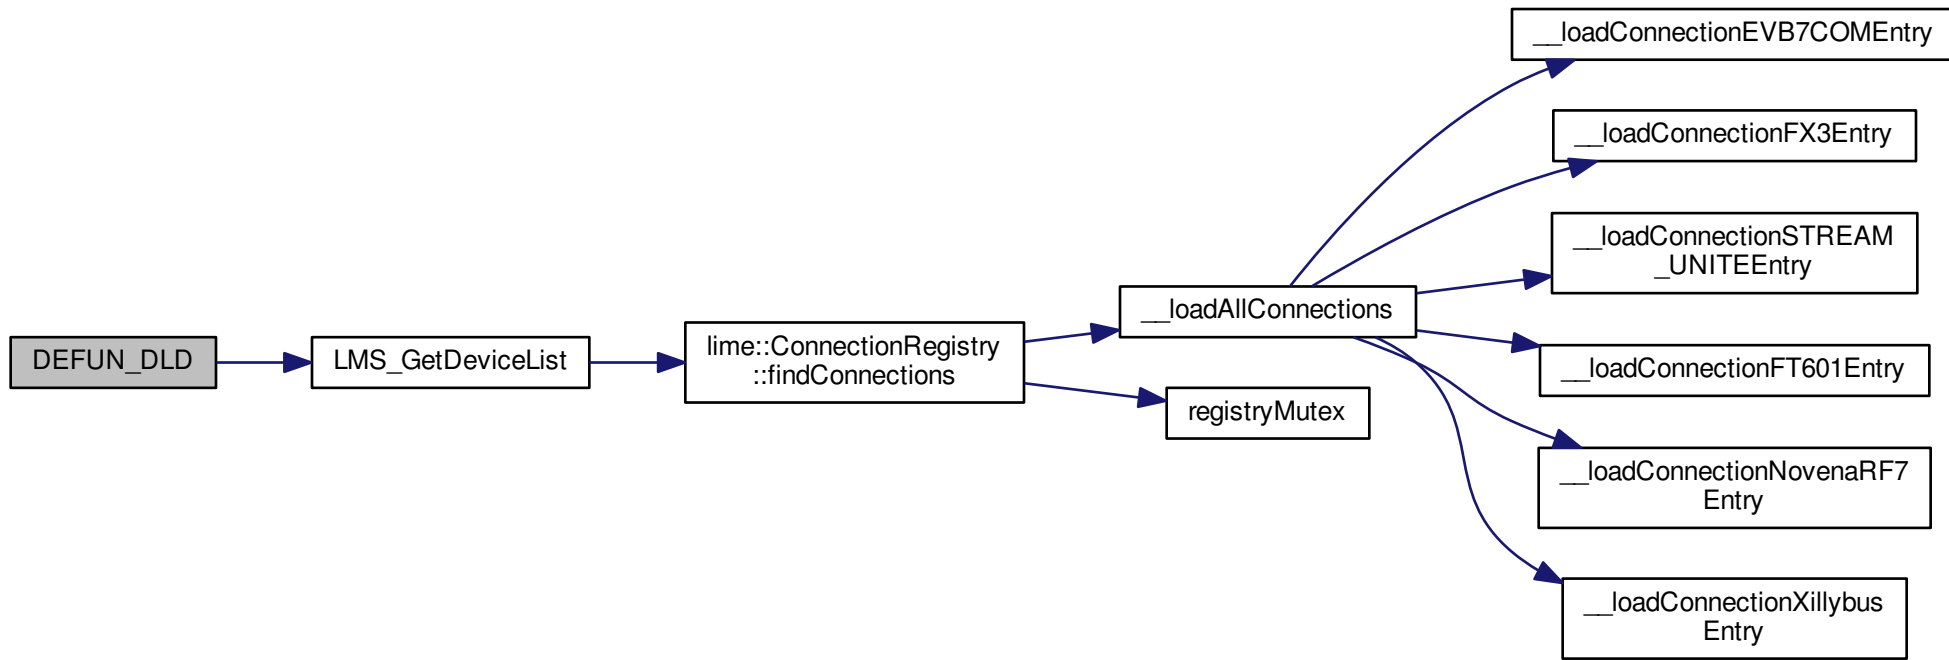 DEFUN_DLD
LMS_GetDeviceList
lime::ConnectionRegistry
::findConnections
__loadAllConnections
registryMutex
__loadConnectionEVB7COMEntry
__loadConnectionFX3Entry
__loadConnectionSTREAM
_UNITEEntry
__loadConnectionFT601Entry
__loadConnectionNovenaRF7
Entry
__loadConnectionXillybus
Entry